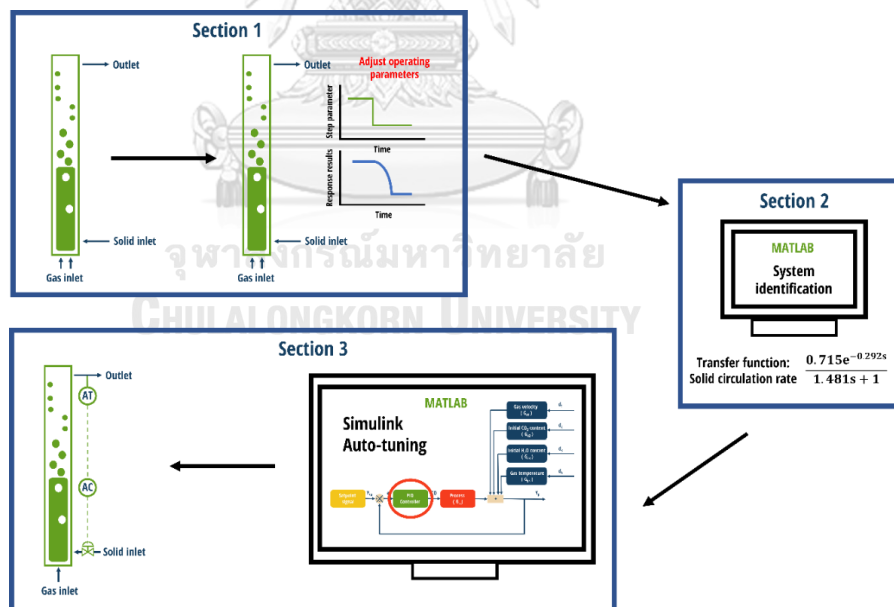 Section 1
Outlet
Solid inlet
Gas inlet
Outlet
Solid inlet
Gas inlet
Adjust operating
parameters
Step parameter
Time
Response results
Time
จุฬาลงกรณ์มหาวิทยาลัย
CHULALONGKORN UNIVERSITY
Section 2
MATLAB
System
identification
Transfer function:
Solid circulation rate
0.715e^-0.292s
1.481s + 1
Section 3
Outlet
AT
AC
Solid inlet
Gas inlet
MATLAB
Simulink
Auto-tuning
Gas velocity
Initial CO₂ content
Initial H₂O content
Gas temperature
Setpoint
signal
PID
Controller
Process